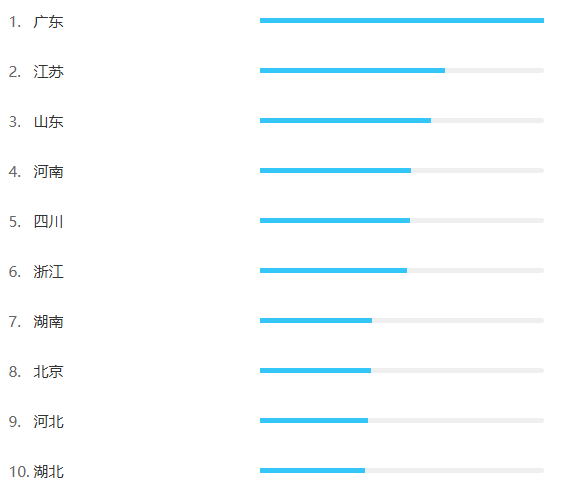 1. 广东
2. 江苏
3. 山东
4. 河南
5. 四川
6. 浙江
7. 湖南
8. 北京
9. 河北
10. 湖北